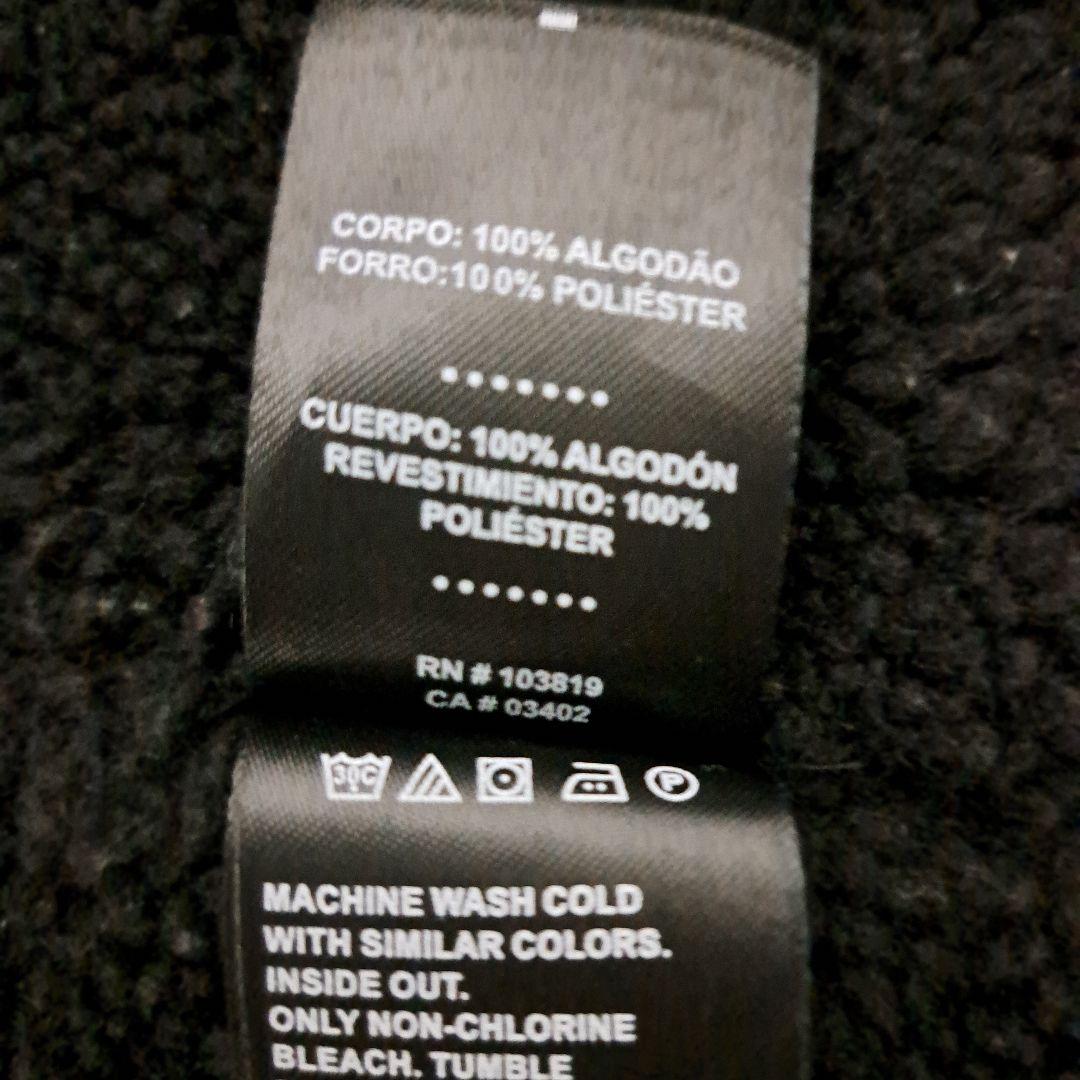 CORPO: 100% ALGODÃO
FORRO:100% POLIÉSTER
•••••••
CUERPO: 100% ALGODÓN
REVESTIMIENTO: 100%
POLIÉSTER
•••••••
RN # 103819
CA # 03402
30C P
MACHINE WASH COLD
WITH SIMILAR COLORS.
INSIDE OUT.
ONLY NON-CHLORINE
BLEACH. TUMBLE